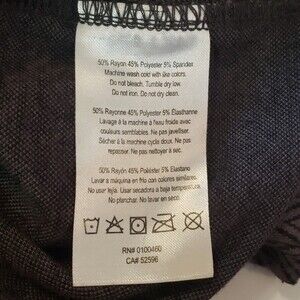 50% Rayon 45% Polyester 5% Spandex
Machine wash cold with like colors.
Do not bleach. Tumble dry low.
Do not iron. Do not dry clean.
50% Rayonne 45% Polyester 5% Élasthanne
Lavage à la machine à l'eau froide avec
couleurs semblables. Ne pas javelliser.
Sécher à la machine cyclo doux. Ne pas
repasser. Ne pas nettoyer à sec.
50% Rayón 45% Poliéster 5% Elastano
Lavar a máquina en frío con colores similares.
No usar lejía. Usar secadora a baja temperatura.
No planchar. No limpiar en seco.
RN# 0100460
CA# 52596